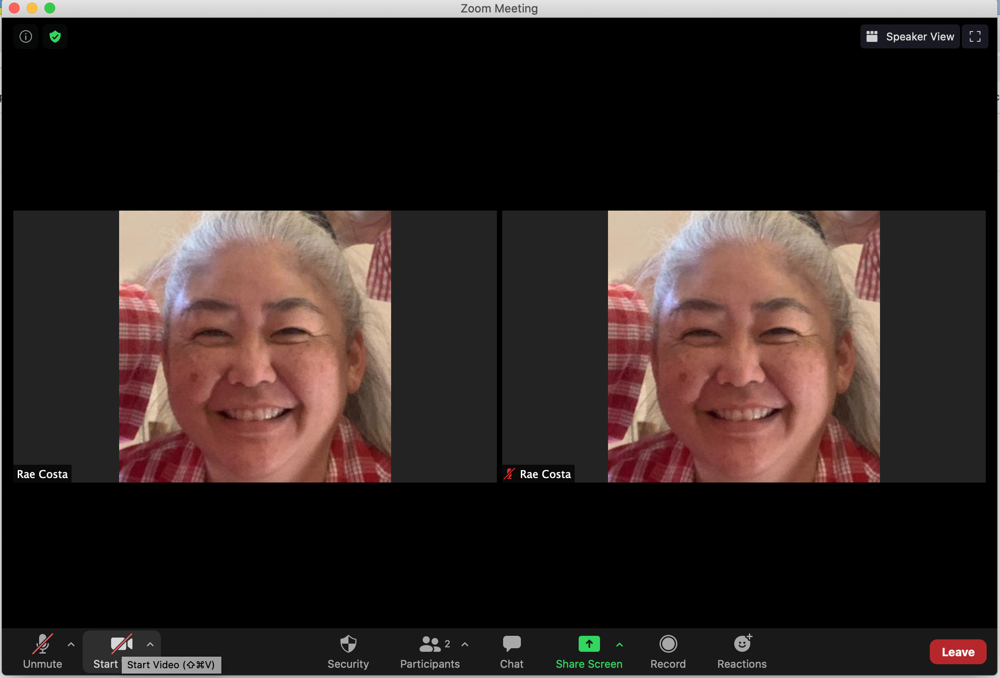 Zoom Meeting
Speaker View
Rae Costa
Rae Costa
2
Unmute
Start
Start Video (⇧⌘V)
Security
Participants
Chat
Share Screen
Record
Reactions
Leave